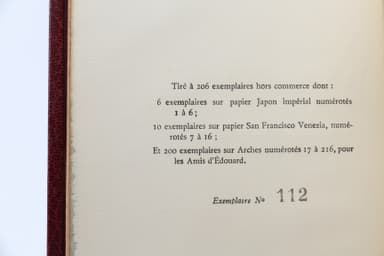 Tiré à 206 exemplaires hors commerce dont :
6 exemplaires sur papier Japon impérial numérotés
1 à 6 ;
10 exemplaires sur papier San Francisco Venezia, numé-
rotés 7 à 16 ;
Et 200 exemplaires sur Arches numérotés 17 à 216, pour
les Amis d'Édouard.
Exemplaire No 112